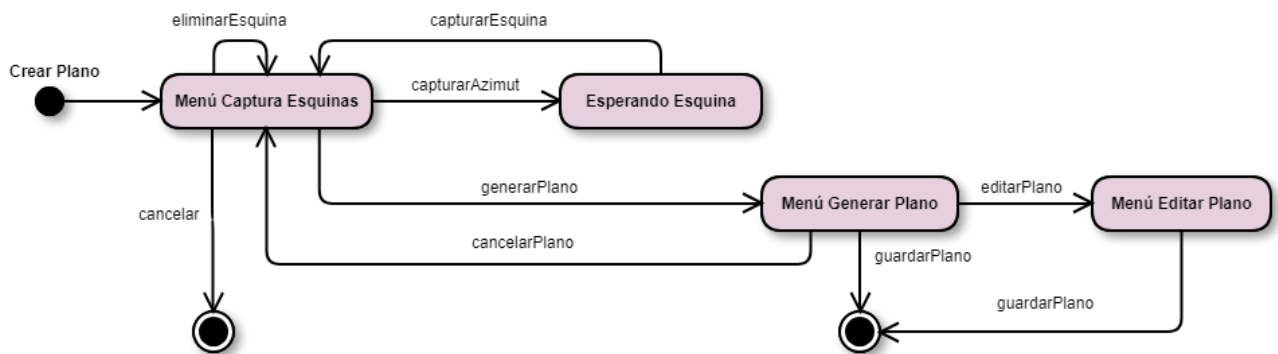 eliminarEsquina
capturarEsquina
Crear Plano
Menú Captura Esquinas
capturarAzimut
Esperando Esquina
generarPlano
Menú Generar Plano
editarPlano
Menú Editar Plano
cancelar
cancelarPlano
guardarPlano
guardarPlano